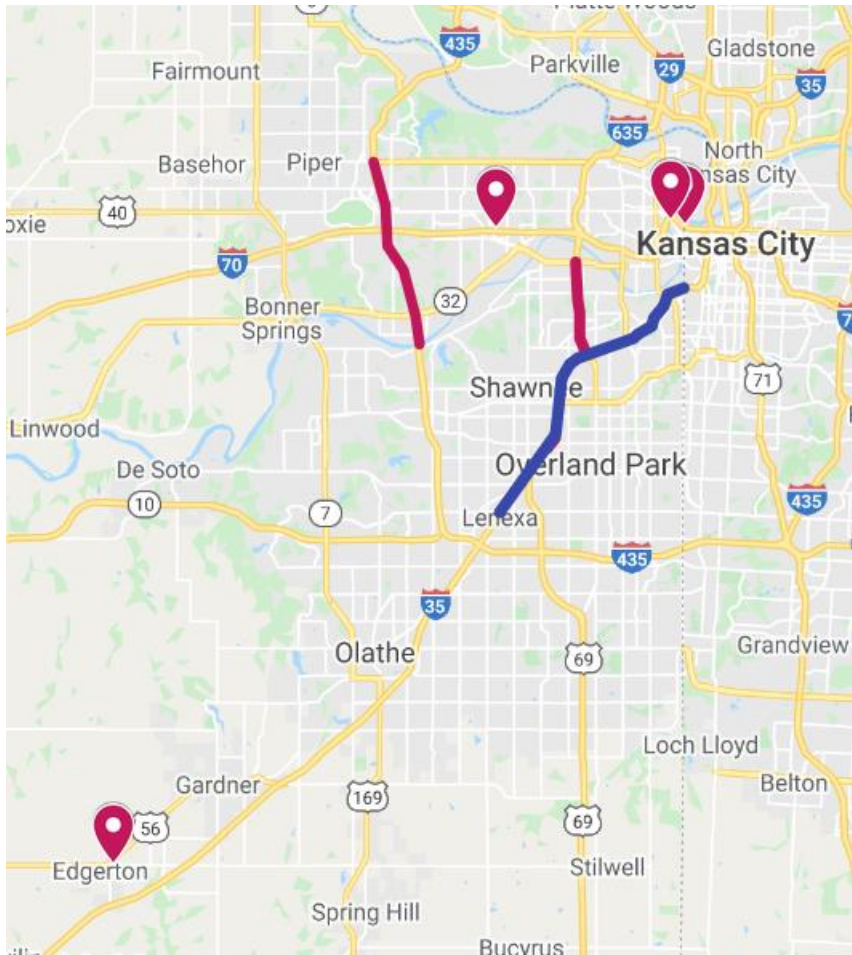 435
Parkville
Gladstone
29
35
Fairmount
635
Basehor
Piper
North
Kansas City
40
Kansas City
70
Bonner
Springs
32
Shawnee
71
Linwood
De Soto
Overland Park
10
7
Lenexa
435
435
35
Olathe
69
Grandview
Loch Lloyd
Belton
Gardner
169
56
69
Edgerton
Stilwell
Spring Hill
Bucyrus